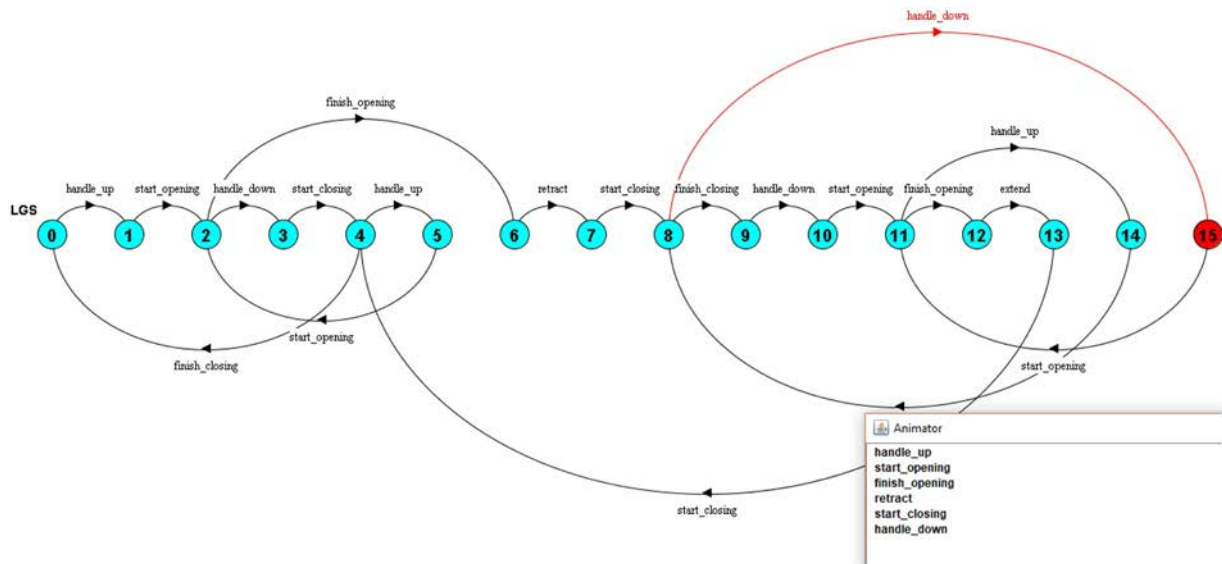 handle_down
finish_opening
handle_up
handle_up start_opening handle_down start_closing handle_up retract start_closing finish_closing handle_down start_opening finish_opening extend
LGS
0 1 2 3 4 5 6 7 8 9 10 11 12 13 14 15
start_opening
finish_closing
start_opening
start_closing
Animator
handle_up
start_opening
finish_opening
retract
start_closing
handle_down